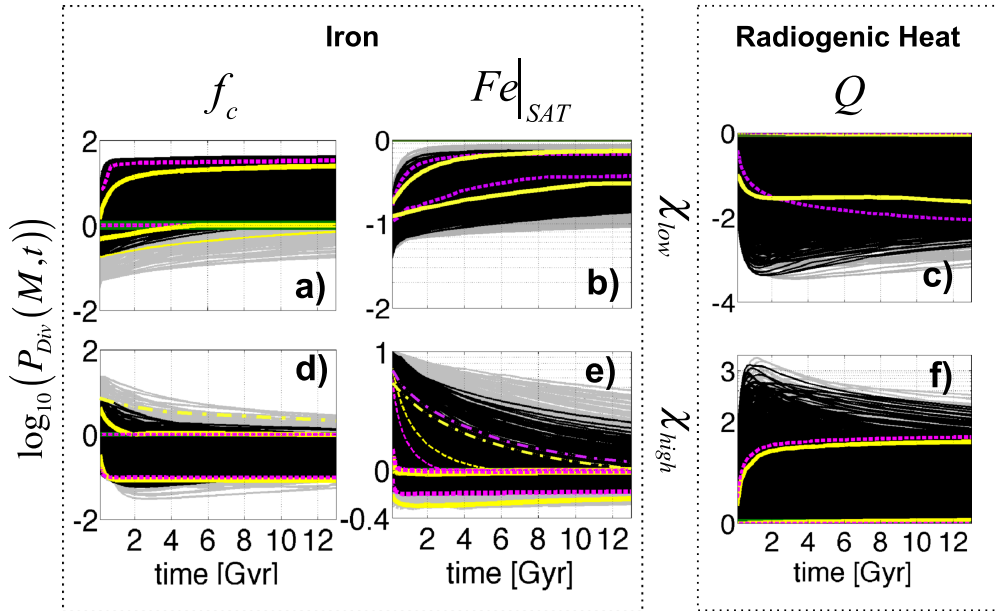 Iron
Radiogenic Heat
f_c
Fe|_SAT
Q
log10(P_Div(M,t))
2
0
-2
a)
0
-1
-2
b)
χ_low
0
-2
-4
c)
2
1
0
-2
d)
2 4 6 8 10 12
time [Gyr]
1
0
-0.4
e)
2 4 6 8 10 12
time [Gyr]
χ_high
3
2
0
f)
2 4 6 8 10 12
time [Gyr]